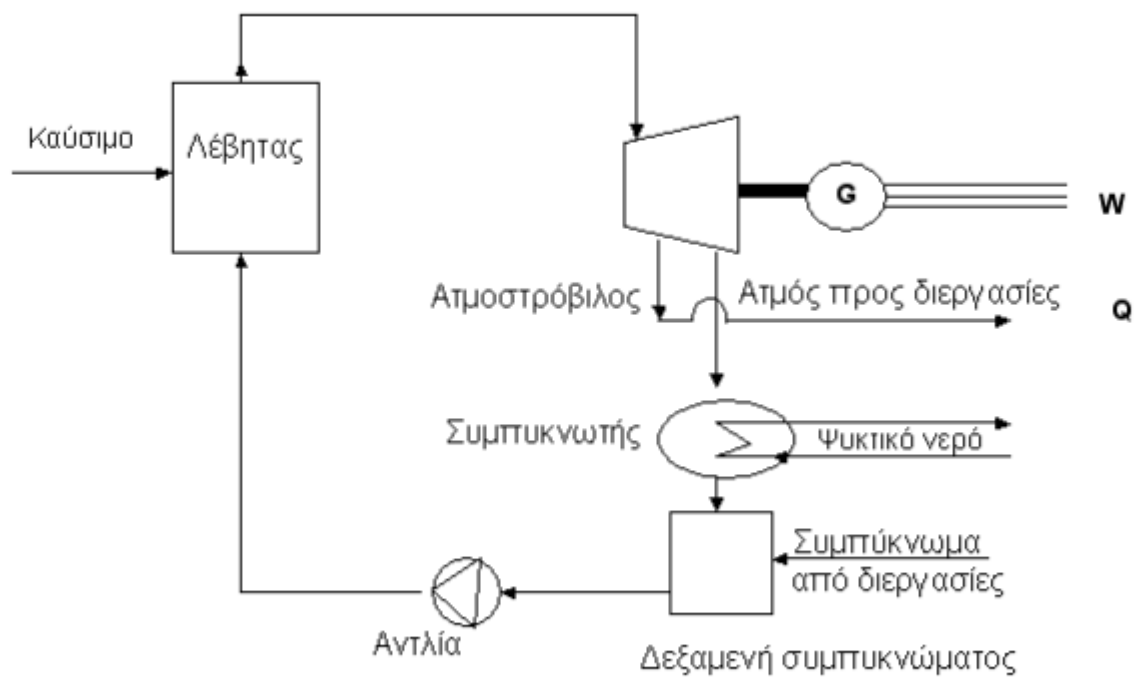 Καύσιμο
Λέβητας
G
W
Ατμοστρόβιλος
Ατμός προς διεργασίες
Q
Συμπυκνωτής
Ψυκτικό νερό
Συμπύκνωμα
από διεργασίες
Αντλία
Δεξαμενή συμπυκνώματος